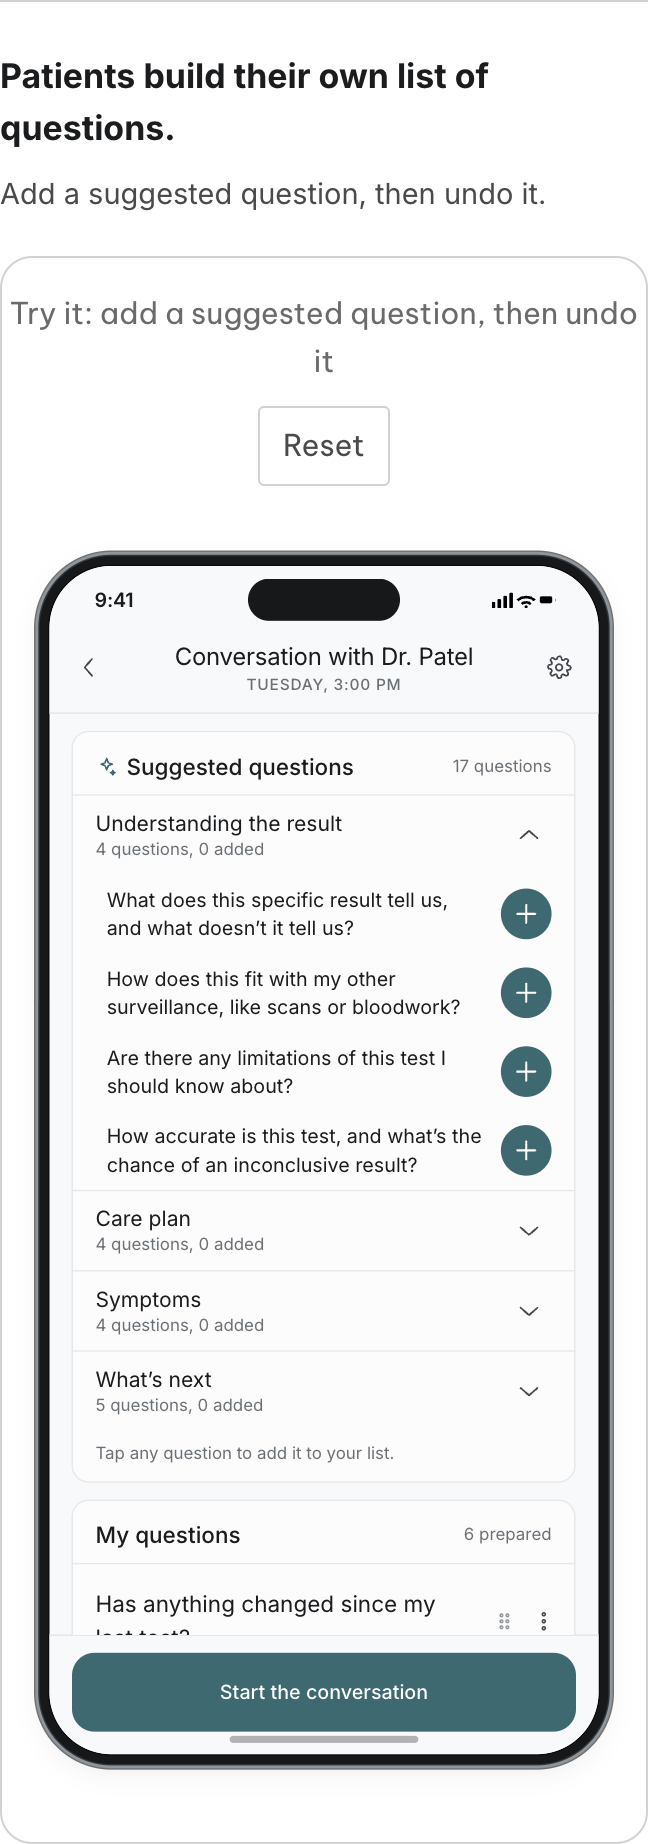 Patients build their own list of
questions.
Add a suggested question, then undo it.
Try it: add a suggested question, then undo
it
Reset
9:41
Conversation with Dr. Patel
TUESDAY, 3:00 PM
Suggested questions
17 questions
Understanding the result
4 questions, 0 added
What does this specific result tell us,
and what doesn’t it tell us?
How does this fit with my other
surveillance, like scans or bloodwork?
Are there any limitations of this test I
should know about?
How accurate is this test, and what’s the
chance of an inconclusive result?
Care plan
4 questions, 0 added
Symptoms
4 questions, 0 added
What’s next
5 questions, 0 added
Tap any question to add it to your list.
My questions
6 prepared
Has anything changed since my
last test?
Start the conversation